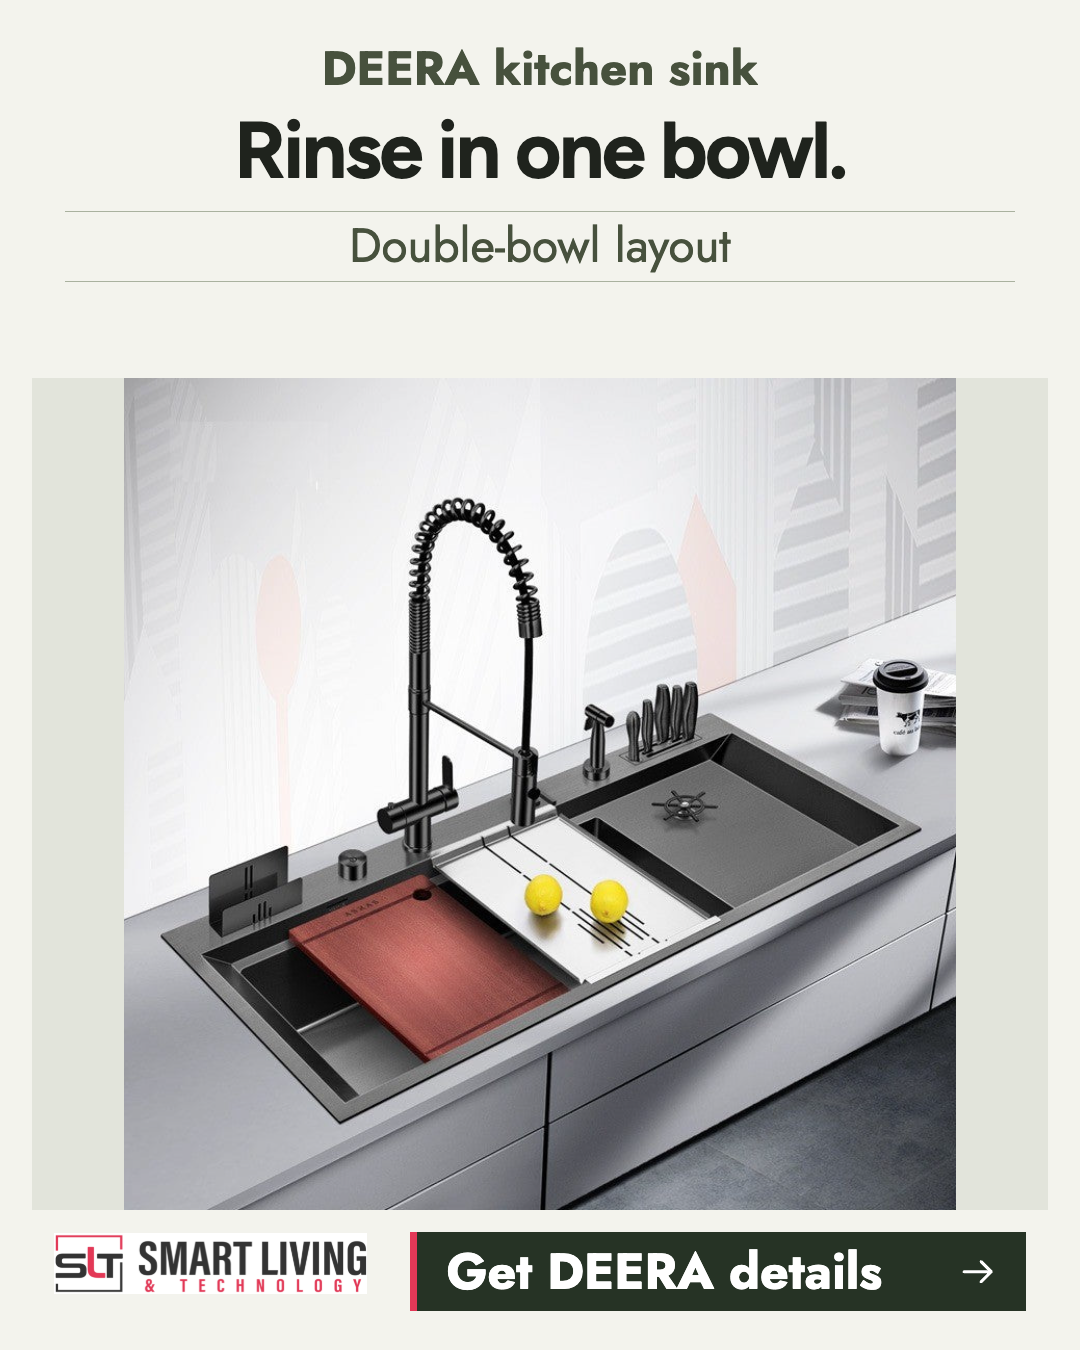 DEERA kitchen sink
Rinse in one bowl.
Double-bowl layout
SLT
SMART LIVING
& TECHNOLOGY
Get DEERA details →